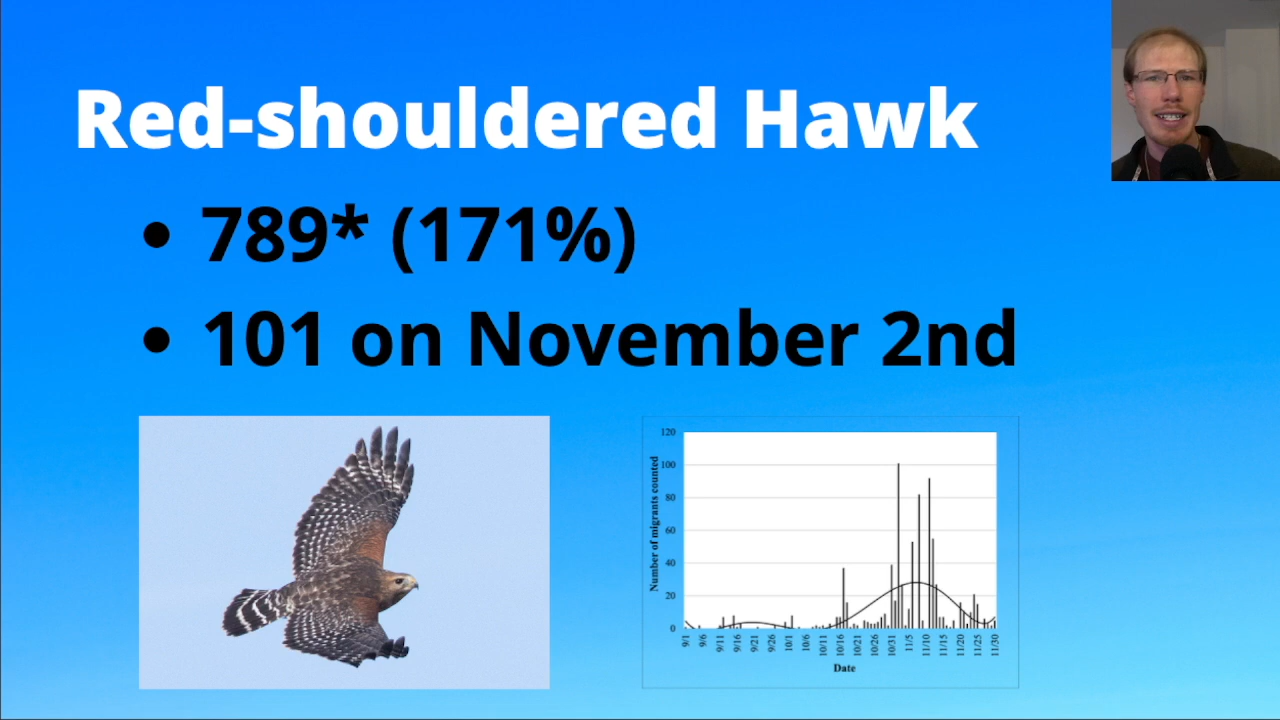 Red-shouldered Hawk
• 789* (171%)
• 101 on November 2nd
Number of migrants counted
120
100
80
60
40
20
0
9/1 9/6 9/11 9/16 9/21 9/26 10/1 10/6 10/11 10/16 10/21 10/26 10/31 11/5 11/10 11/15 11/20 11/25 11/30
Date